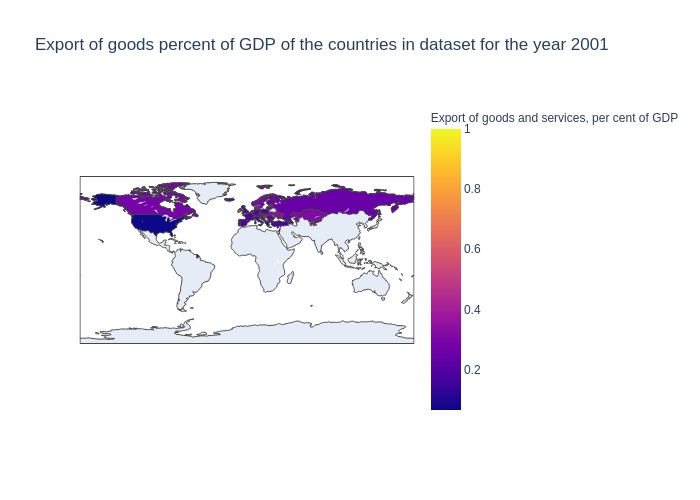 Export of goods percent of GDP of the countries in dataset for the year 2001
Export of goods and services, per cent of GDP
1
0.8
0.6
0.4
0.2